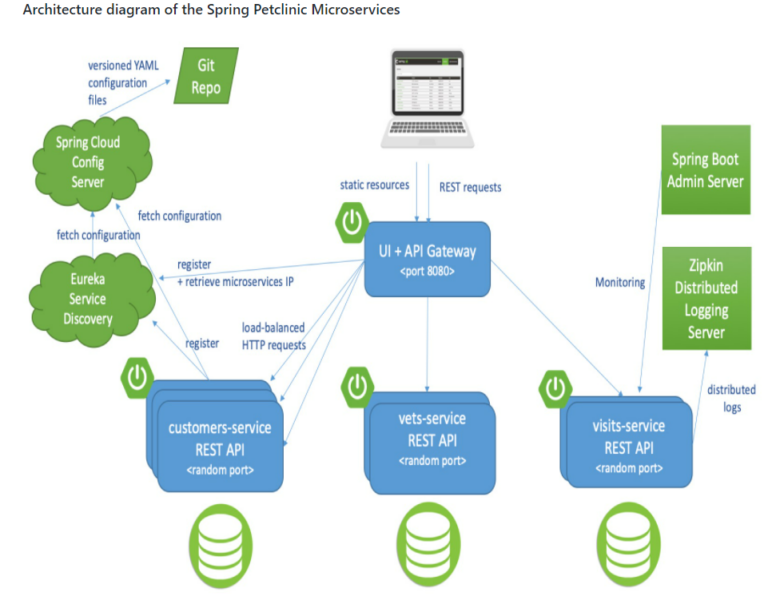 Architecture diagram of the Spring Petclinic Microservices
versioned YAML
configuration
files
Git
Repo
Spring Cloud
Config
Server
static resources
REST requests
Spring Boot
Admin Server
fetch configuration
fetch configuration
UI + API Gateway
<port 8080>
register
+ retrieve microservices IP
Eureka
Service
Discovery
Monitoring
Zipkin
Distributed
Logging
Server
load-balanced
HTTP requests
register
distributed
logs
customers-service
REST API
<random port>
vets-service
REST API
<random port>
visits-service
REST API
<random port>